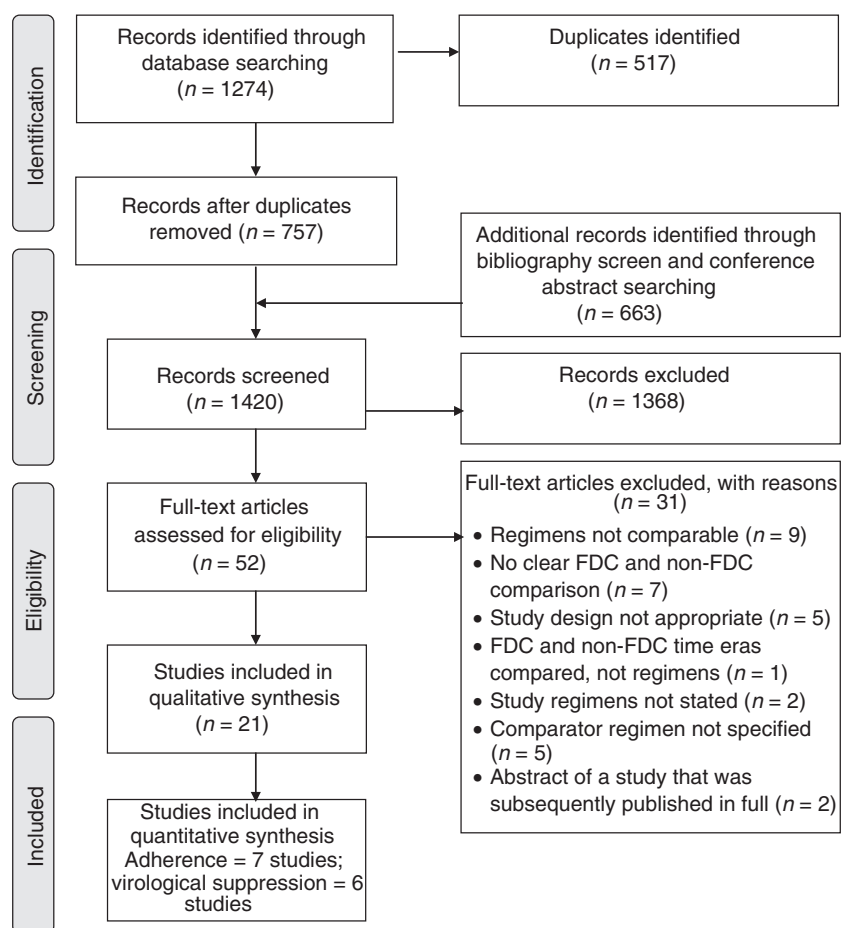 Identification
Records identified through
database searching
(n = 1274)
Duplicates identified
(n = 517)
Records after duplicates
removed (n = 757)
Additional records identified through
bibliography screen and conference
abstract searching
(n = 663)
Screening
Records screened
(n = 1420)
Records excluded
(n = 1368)
Eligibility
Full-text articles
assessed for eligibility
(n = 52)
Full-text articles excluded, with reasons
(n = 31)
• Regimens not comparable (n = 9)
• No clear FDC and non-FDC
comparison (n = 7)
• Study design not appropriate (n = 5)
• FDC and non-FDC time eras
compared, not regimens (n = 1)
• Study regimens not stated (n = 2)
• Comparator regimen not specified
(n = 5)
• Abstract of a study that was
subsequently published in full (n = 2)
Studies included in
qualitative synthesis
(n = 21)
Included
Studies included in
quantitative synthesis
Adherence = 7 studies;
virological suppression = 6
studies